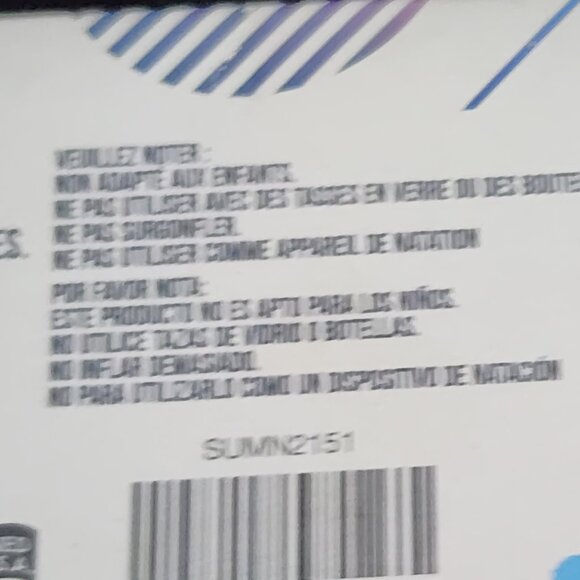 VEUILLEZ NOTER :
NON ADAPTÉ AUX ENFANTS.
NE PAS UTILISER AVEC DES TASSES EN VERRE OU DES
NE PAS SURGONFLER.
ES.
NE PAS UTILISER COMME APPAREIL DE NATATION
POR FAVOR NOTA:
ESTE PRODUCTO NO ES APTO PARA LOS NIÑOS.
NO UTILICE TAZAS DE VIDRIO O BOTELLAS.
NO INFLAR DEMASIADO.
NO PARA UTILIZARLO COMO UN DISPOSITIVO DE NATACIÓN
SUMN2151